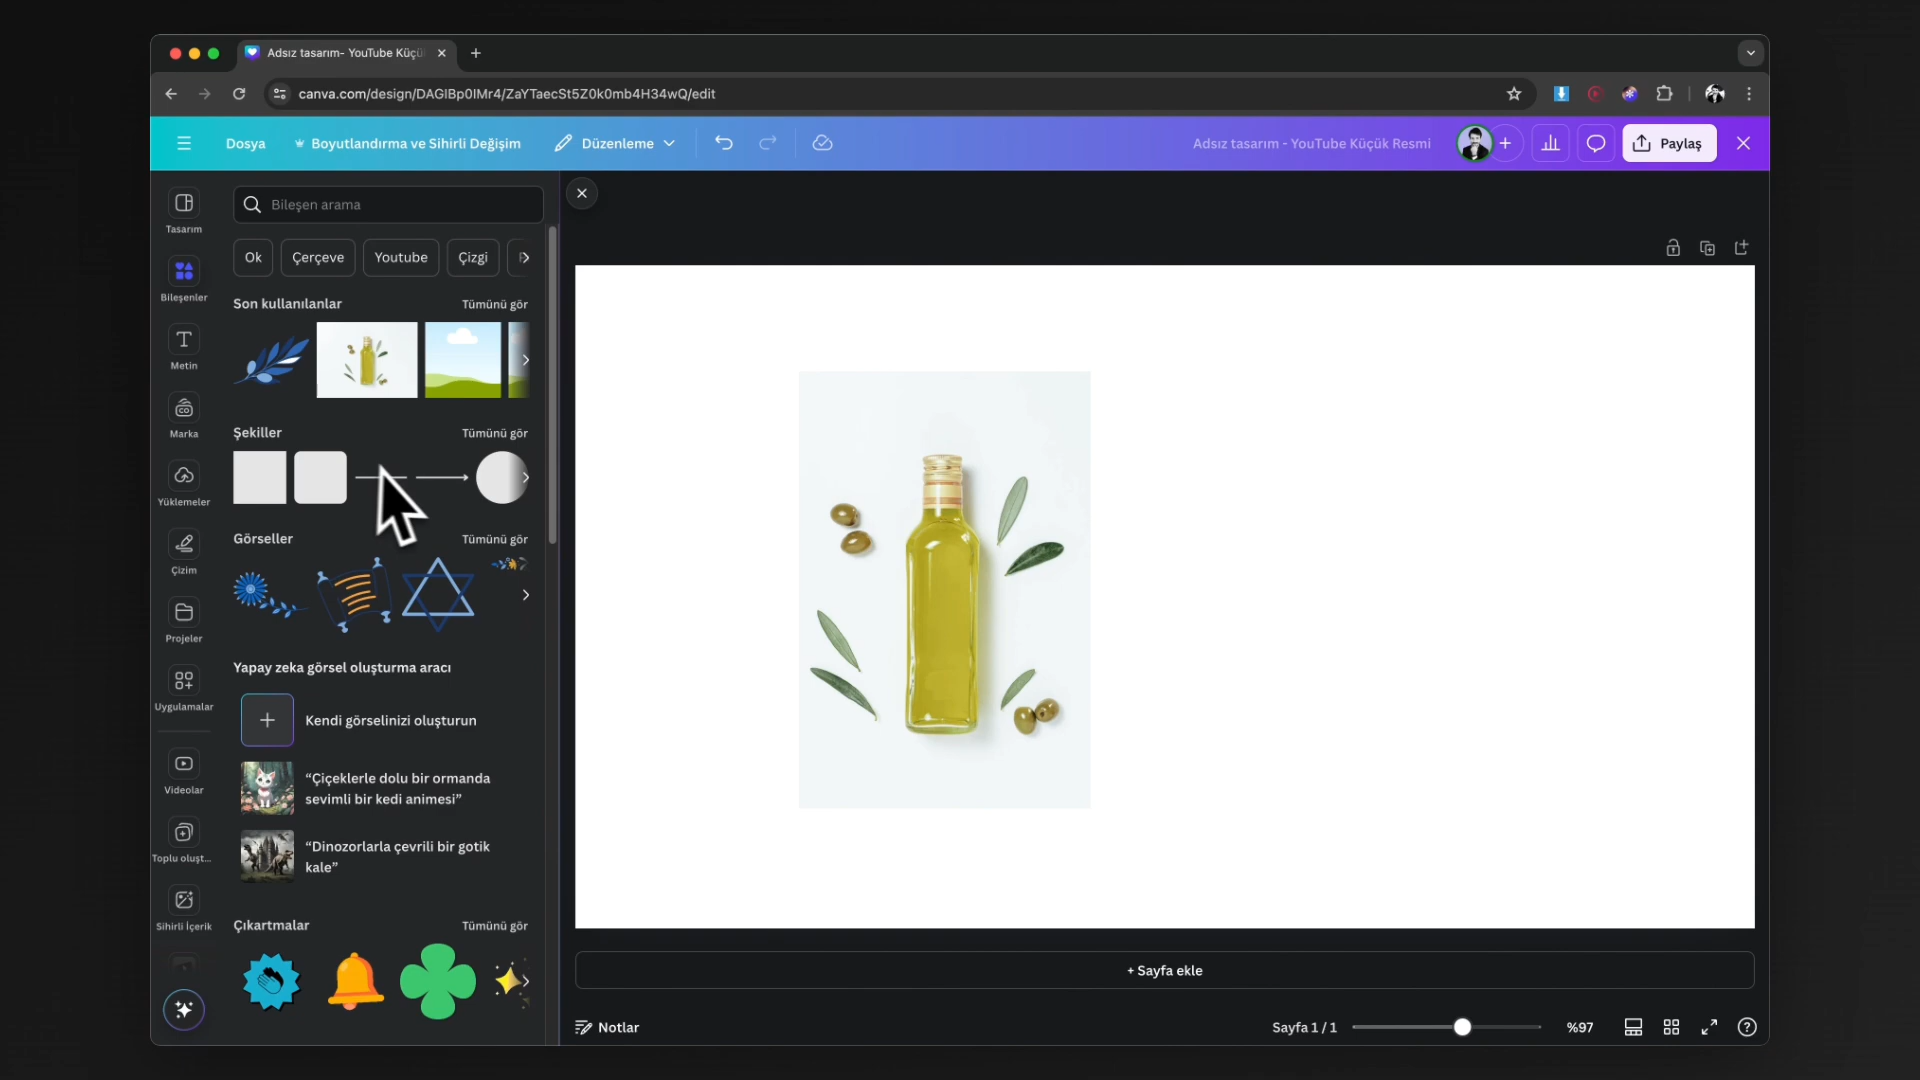 Adsız tasarım- YouTube Küçü
canva.com/design/DAGIBp0IMr4/ZaYTaecSt5Z0k0mb4H34wQ/edit
Dosya
Boyutlandırma ve Sihirli Değişim
Düzenleme
Adsız tasarım - YouTube Küçük Resmi
Paylaş
Tasarım
Bileşenler
Metin
Marka
Yüklemeler
Çizim
Projeler
Uygulamalar
Videolar
Toplu oluşt...
Sihirli İçerik
Bileşen arama
Ok
Çerçeve
Youtube
Çizgi
Son kullanılanlar
Tümünü gör
Şekiller
Tümünü gör
Görseller
Tümünü gör
Yapay zeka görsel oluşturma aracı
Kendi görselinizi oluşturun
“Çiçeklerle dolu bir ormanda
sevimli bir kedi animesi”
“Dinozorlarla çevrili bir gotik
kale”
Çıkartmalar
Tümünü gör
+ Sayfa ekle
Notlar
Sayfa 1 / 1
%97